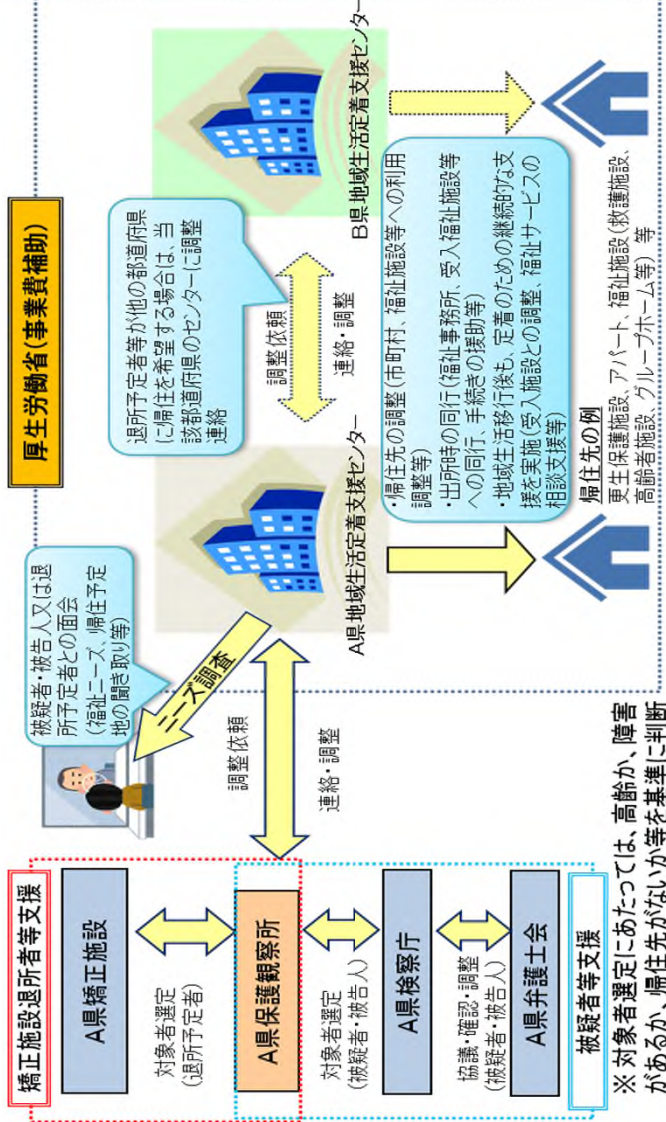 厚生労働省(事業費補助)
矯正施設退所者等支援
A県矯正施設
対象者選定
(退所予定者)
A県保護観察所
対象者選定
(被疑者・被告人)
A県検察庁
協議・確認・調整
(被疑者・被告人)
A県弁護士会
被疑者等支援
※対象者選定にあたっては、高齢か、障害
があるか、帰住先がないか等を基準に判断
被疑者・被告人又は退
所予定者との面会
(福祉ニーズ、帰住予定
地の聞き取り等)
ニーズ調査
調整依頼
連絡・調整
A県地域生活定着支援センター
退所予定者等が他の都道府県
に帰住を希望する場合は、当
該都道府県のセンターに調整
連絡
調整依頼
連絡・調整
B県地域生活定着支援センター
・帰住先の調整(市町村、福祉施設等への利用
調整等)
・出所時の同行(福祉事務所、受入福祉施設等
への同行、手続きの援助等)
・地域生活移行後も、定着のための継続的な支
援を実施(受入施設との調整、福祉サービスの
相談支援等)
帰住先の例
更生保護施設、アパート、福祉施設(救護施設、
高齢者施設、グループホーム等)等